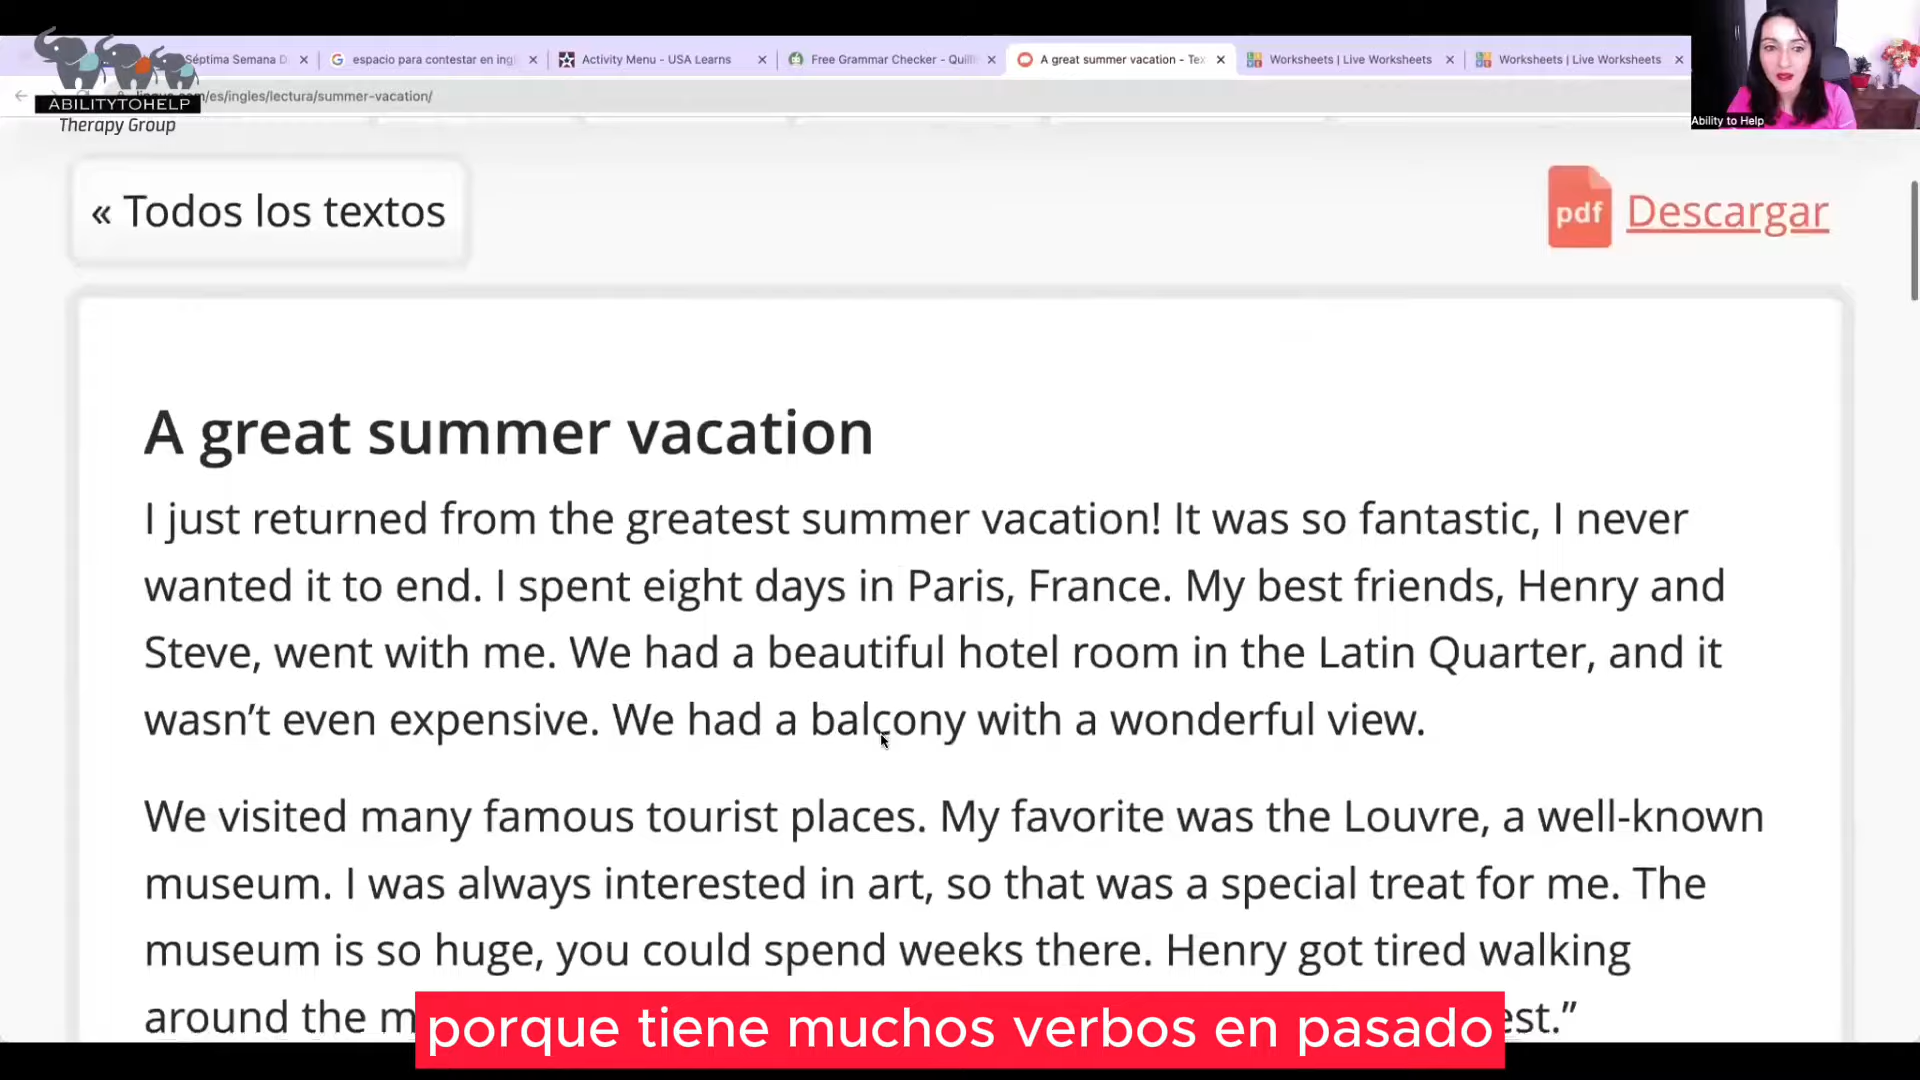 Séptima Semana D
espacio para contestar en ing
Activity Menu - USA Learns
Free Grammar Checker - Quill
A great summer vacation - Tex
Worksheets | Live Worksheets
Worksheets | Live Worksheets
/es/ingles/lectura/summer-vacation/
ABILITYTOHELP
Therapy Group
Ability to Help
« Todos los textos
pdf
Descargar
A great summer vacation
I just returned from the greatest summer vacation! It was so fantastic, I never
wanted it to end. I spent eight days in Paris, France. My best friends, Henry and
Steve, went with me. We had a beautiful hotel room in the Latin Quarter, and it
wasn’t even expensive. We had a balcony with a wonderful view.
We visited many famous tourist places. My favorite was the Louvre, a well-known
museum. I was always interested in art, so that was a special treat for me. The
museum is so huge, you could spend weeks there. Henry got tired walking
around the
porque tiene muchos verbos en pasado